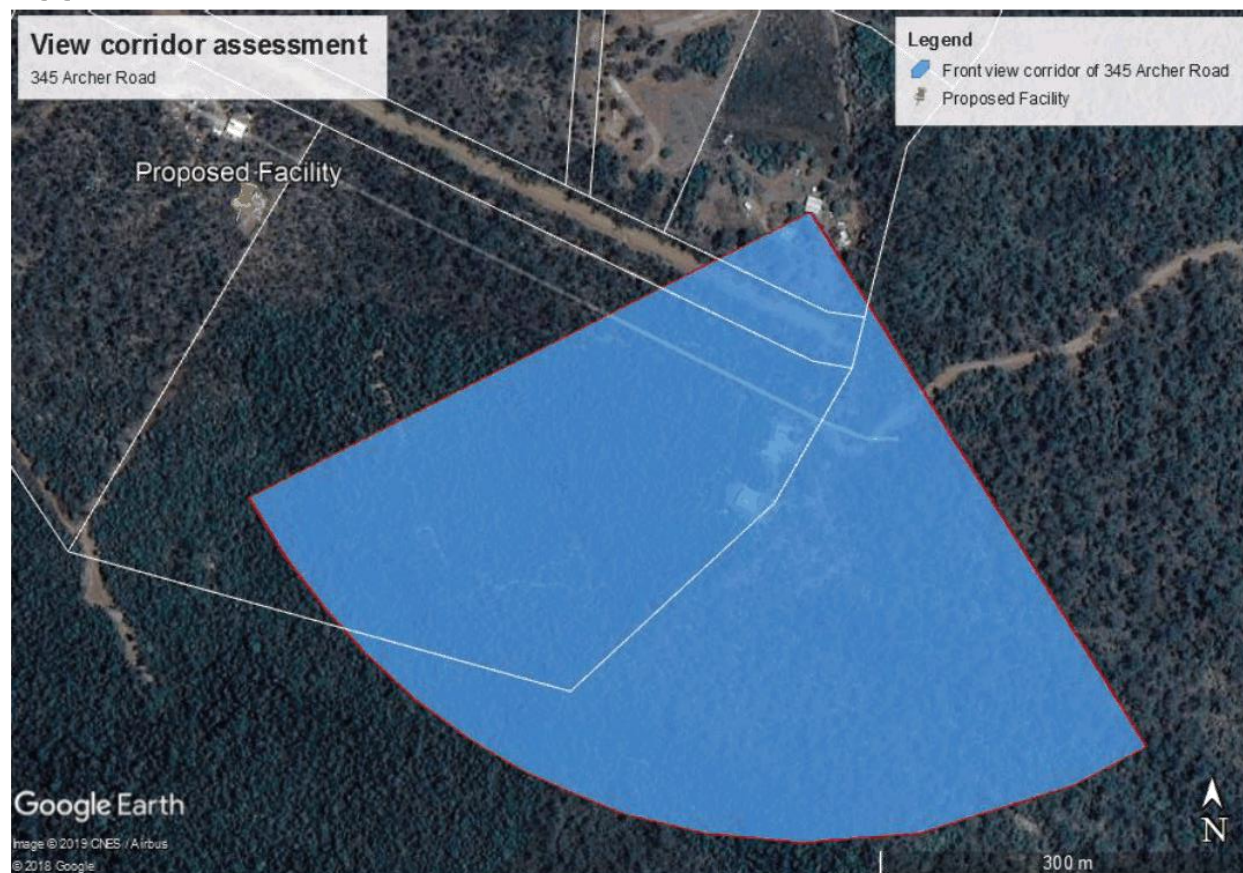 View corridor assessment
345 Archer Road
Legend
Front view corridor of 345 Archer Road
Proposed Facility
Proposed Facility
Google Earth
Image © 2019 CNES / Airbus
© 2018 Google
N
300 m